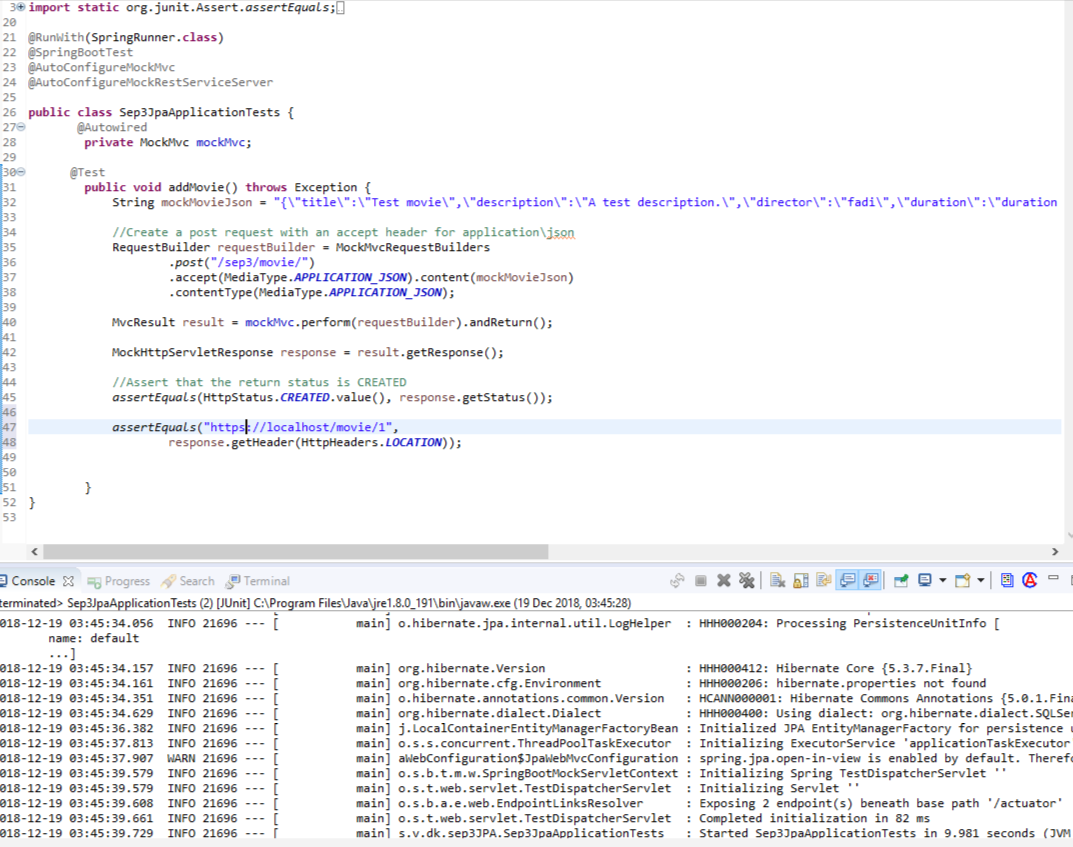 3 import static org.junit.Assert.assertEquals;
20
21 @RunWith(SpringRunner.class)
22 @SpringBootTest
23 @AutoConfigureMockMvc
24 @AutoConfigureMockRestServiceServer
25
26 public class Sep3JpaApplicationTests {
27 @Autowired
28 private MockMvc mockMvc;
29
30 @Test
31 public void addMovie() throws Exception {
32 String mockMovieJson = "{\"title\":\"Test movie\",\"description\":\"A test description.\",\"director\":\"fadi\",\"duration\":\"duration
33
34 //Create a post request with an accept header for application\json
35 RequestBuilder requestBuilder = MockMvcRequestBuilders
36 .post("/sep3/movie/")
37 .accept(MediaType.APPLICATION_JSON).content(mockMovieJson)
38 .contentType(MediaType.APPLICATION_JSON);
39
40 MvcResult result = mockMvc.perform(requestBuilder).andReturn();
41
42 MockHttpServletResponse response = result.getResponse();
43
44 //Assert that the return status is CREATED
45 assertEquals(HttpStatus.CREATED.value(), response.getStatus());
46
47 assertEquals("https://localhost/movie/1",
48 response.getHeader(HttpHeaders.LOCATION));
49
50
51 }
52 }
53
Console Progress Search Terminal
terminated> Sep3JpaApplicationTests (2) [JUnit] C:\Program Files\Java\jre1.8.0_191\bin\javaw.exe (19 Dec 2018, 03:45:28)
018-12-19 03:45:34.056 INFO 21696 --- [ main] o.hibernate.jpa.internal.util.LogHelper : HHH000204: Processing PersistenceUnitInfo [
name: default
...]
018-12-19 03:45:34.157 INFO 21696 --- [ main] org.hibernate.Version : HHH000412: Hibernate Core {5.3.7.Final}
018-12-19 03:45:34.161 INFO 21696 --- [ main] org.hibernate.cfg.Environment : HHH000206: hibernate.properties not found
018-12-19 03:45:34.351 INFO 21696 --- [ main] o.hibernate.annotations.common.Version : HCANN000001: Hibernate Commons Annotations {5.0.1.Fina
018-12-19 03:45:34.629 INFO 21696 --- [ main] org.hibernate.dialect.Dialect : HHH000400: Using dialect: org.hibernate.dialect.SQLSer
018-12-19 03:45:36.382 INFO 21696 --- [ main] j.LocalContainerEntityManagerFactoryBean : Initialized JPA EntityManagerFactory for persistence u
018-12-19 03:45:37.813 INFO 21696 --- [ main] o.s.s.concurrent.ThreadPoolTaskExecutor : Initializing ExecutorService 'applicationTaskExecutor
018-12-19 03:45:37.907 WARN 21696 --- [ main] aWebConfiguration$JpaWebMvcConfiguration : spring.jpa.open-in-view is enabled by default. Therefo
018-12-19 03:45:39.579 INFO 21696 --- [ main] o.s.b.t.m.w.SpringBootMockServletContext : Initializing Spring TestDispatcherServlet ''
018-12-19 03:45:39.579 INFO 21696 --- [ main] o.s.t.web.servlet.TestDispatcherServlet : Initializing Servlet ''
018-12-19 03:45:39.608 INFO 21696 --- [ main] o.s.b.a.e.web.EndpointLinksResolver : Exposing 2 endpoint(s) beneath base path '/actuator'
018-12-19 03:45:39.661 INFO 21696 --- [ main] o.s.t.web.servlet.TestDispatcherServlet : Completed initialization in 82 ms
018-12-19 03:45:39.729 INFO 21696 --- [ main] s.v.dk.sep3JPA.Sep3JpaApplicationTests : Started Sep3JpaApplicationTests in 9.981 seconds (JVM